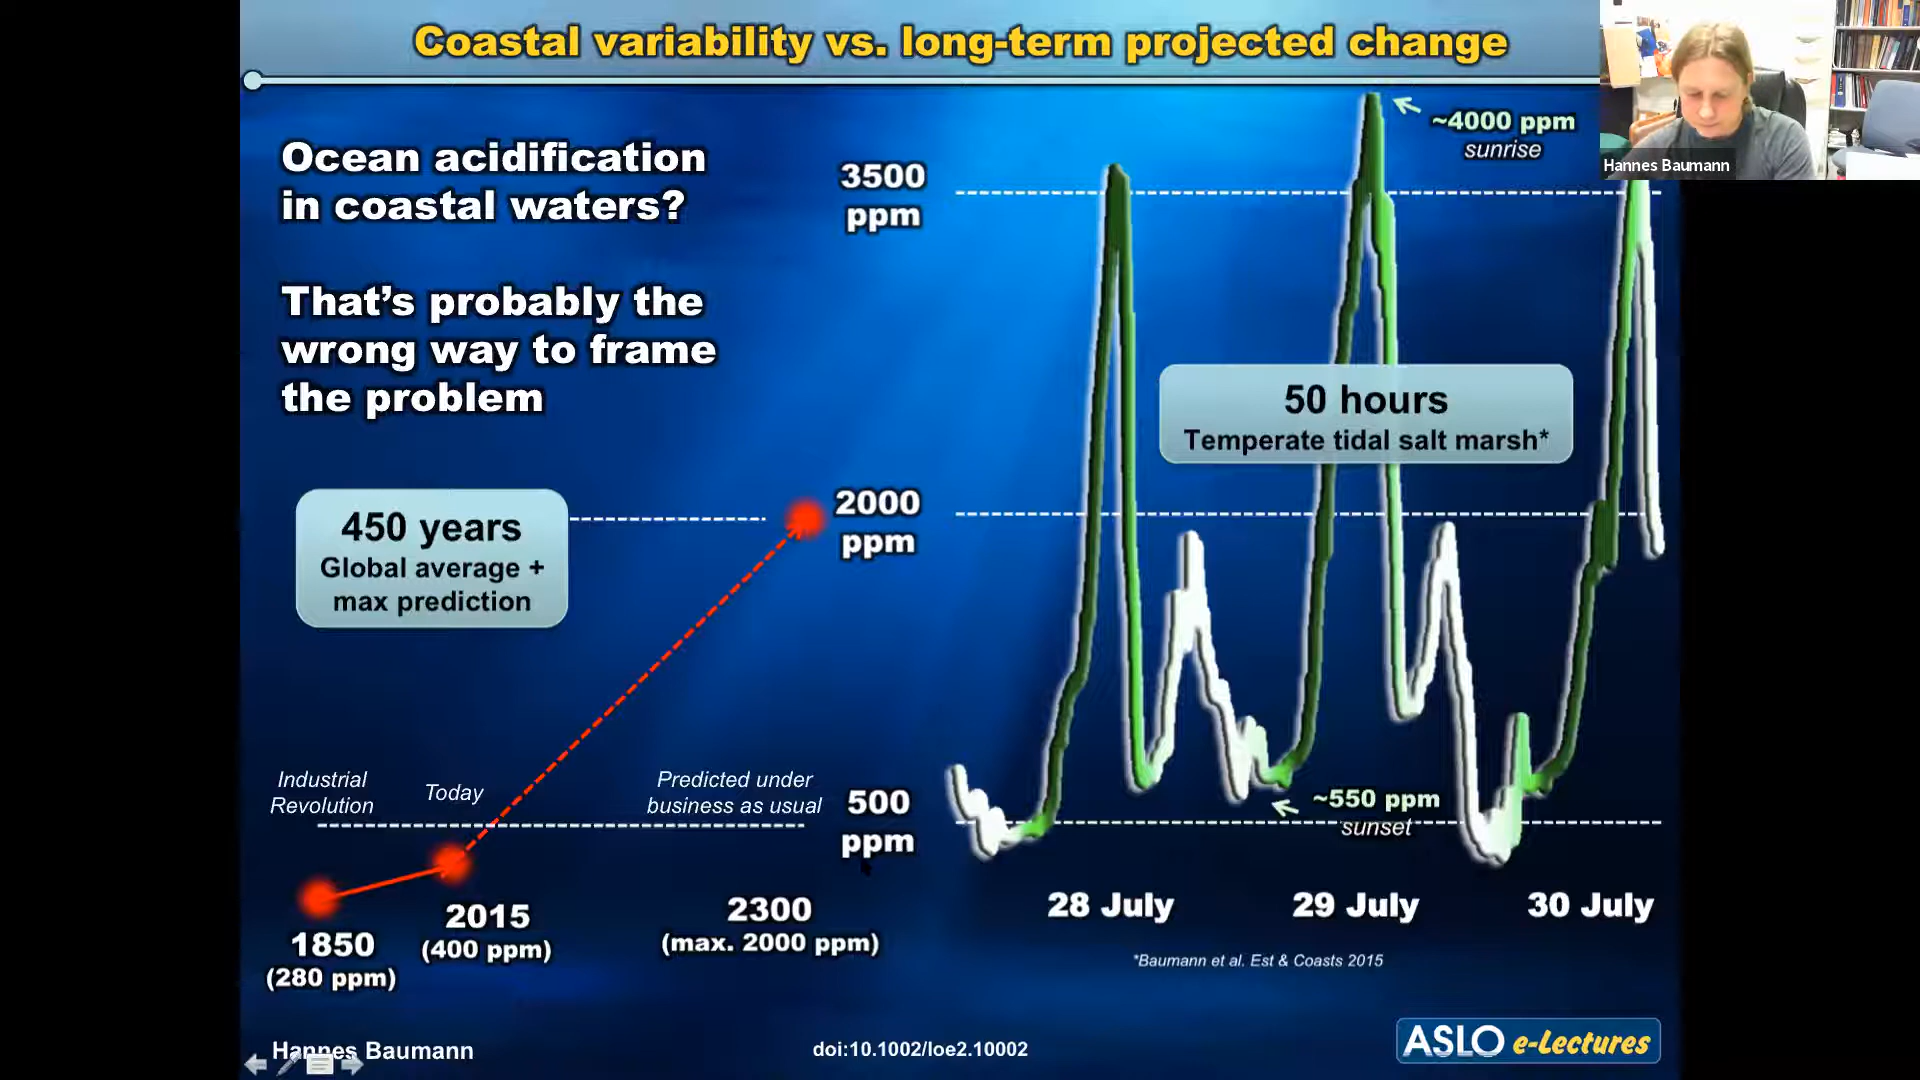 Coastal variability vs. long-term projected change
Hannes Baumann
Ocean acidification
in coastal waters?
That's probably the
wrong way to frame
the problem
3500
ppm
~4000 ppm
sunrise
50 hours
Temperate tidal salt marsh*
450 years
Global average +
max prediction
2000
ppm
Industrial
Revolution
Today
Predicted under
business as usual
500
ppm
~550 ppm
sunset
1850
(280 ppm)
2015
(400 ppm)
2300
(max. 2000 ppm)
28 July
29 July
30 July
*Baumann et al. Est & Coasts 2015
Hannes Baumann
doi:10.1002/loe2.10002
ASLO e-Lectures